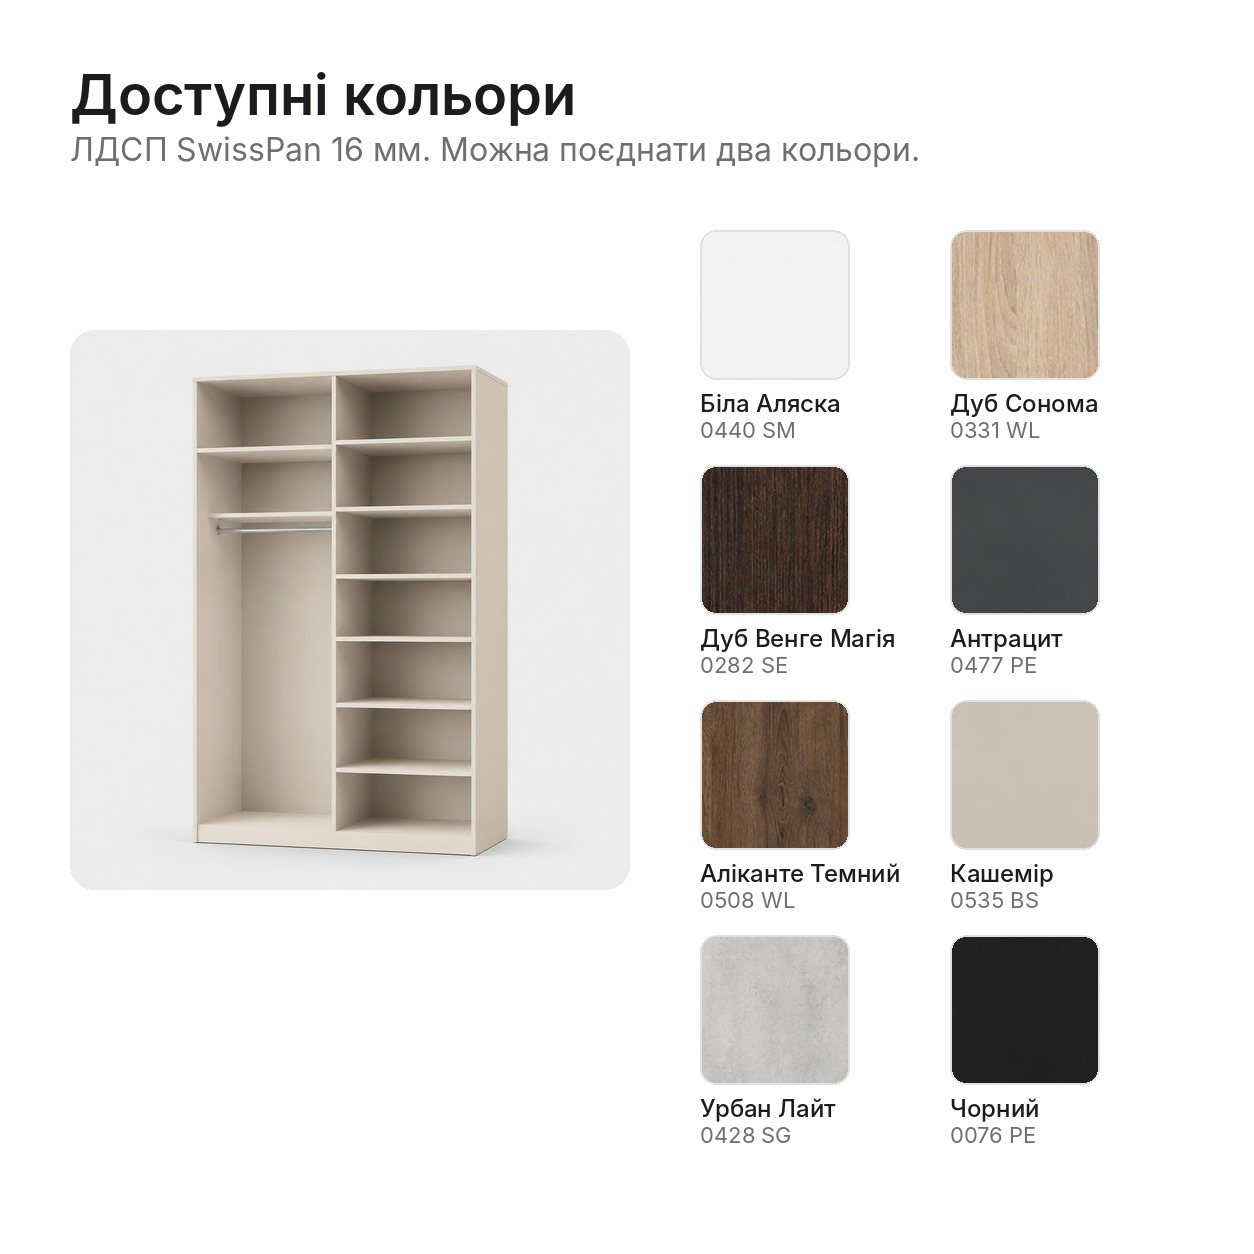 Доступні кольори
ЛДСП SwissPan 16 мм. Можна поєднати два кольори.
Біла Аляска
0440 SM
Дуб Сонома
0331 WL
Дуб Венге Магія
0282 SE
Антрацит
0477 PE
Аліканте Темний
0508 WL
Кашемір
0535 BS
Урбан Лайт
0428 SG
Чорний
0076 PE